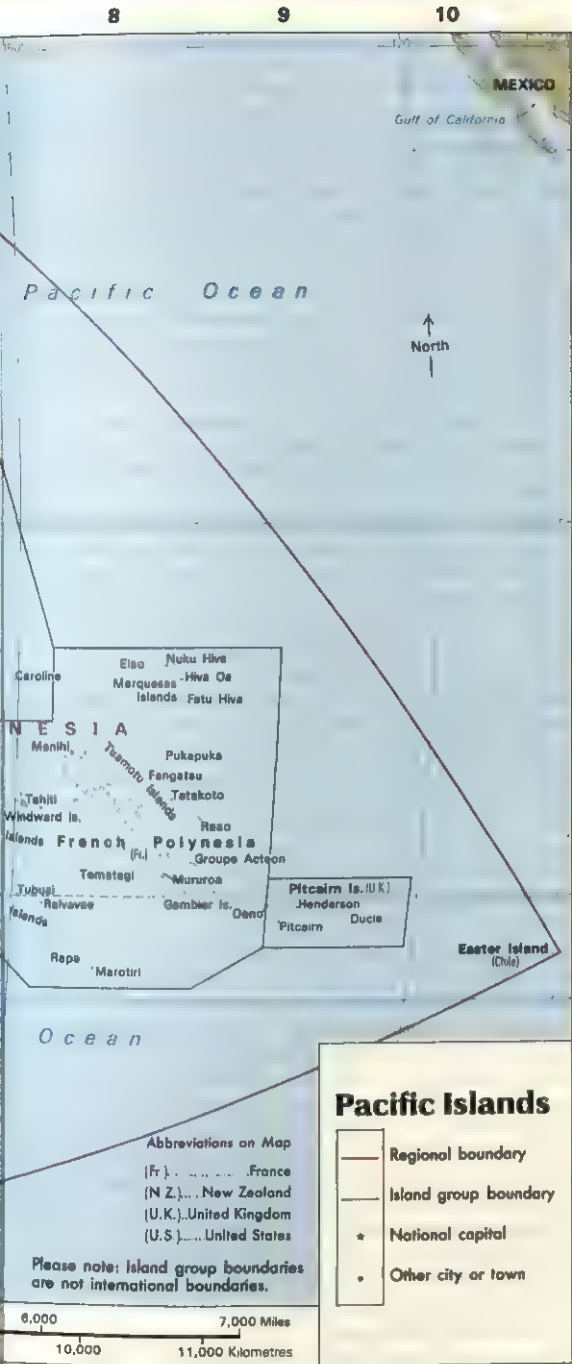 8 9 10
MEXICO
Gulf of California
Pacific Ocean
North
Caroline
Eiao
Nuku Hiva
Marquesas
Islands
Hiva Oa
Fatu Hiva
NESIA
Manihi
Tuamotu Islands
Pukapuka
Fangatau
Tatakoto
Tahiti
Windward Is.
Islands
French Polynesia
(Fr.)
Reao
Groupe Acteon
Tematagi
Mururoa
Tubuai
Islands
Raivavae
Gambier Is.
Oeno
Pitcairn Is. (U.K.)
Henderson
Ducie
Pitcairn
Easter Island
(Chile)
Rapa
Marotiri
Ocean
Abbreviations on Map
(Fr.)..........France
(N.Z.)....New Zealand
(U.K.)..United Kingdom
(U.S.).....United States
Please note: Island group boundaries
are not international boundaries.
6,000 7,000 Miles
10,000 11,000 Kilometres
Pacific Islands
Regional boundary
Island group boundary
National capital
Other city or town